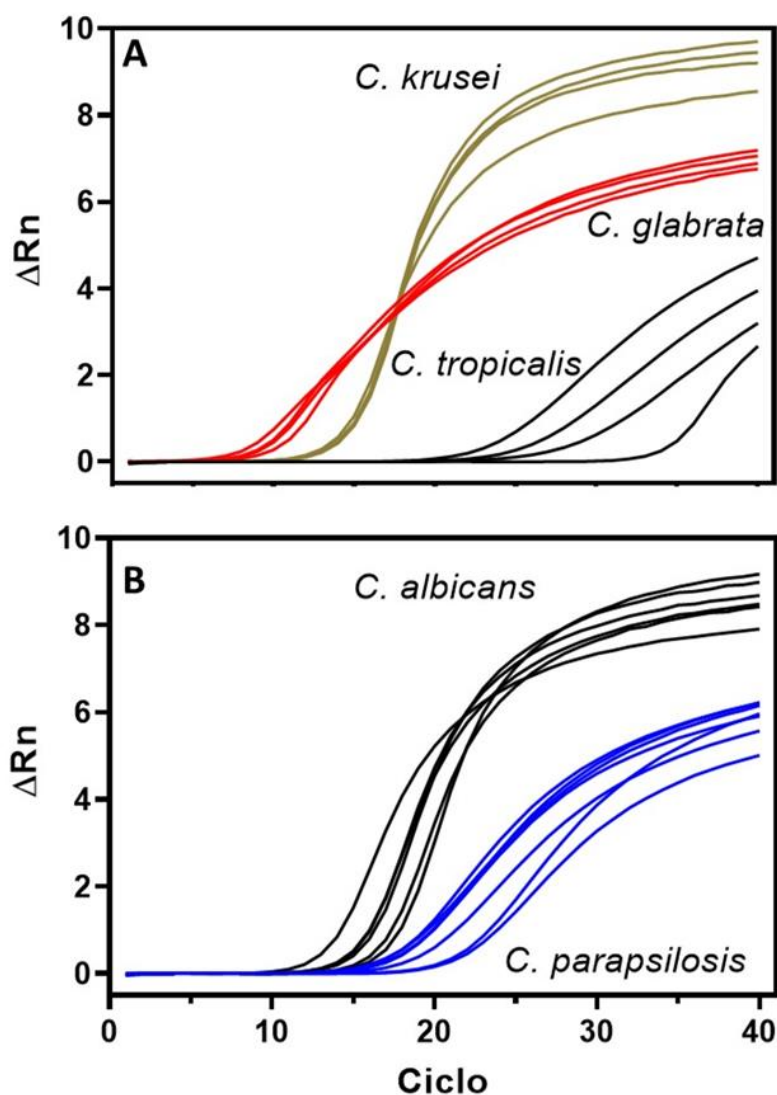 A
10
8
6
4
2
0
ΔRn
C. krusei
C. glabrata
C. tropicalis
B
10
8
6
4
2
0
ΔRn
C. albicans
C. parapsilosis
0 10 20 30 40
Ciclo